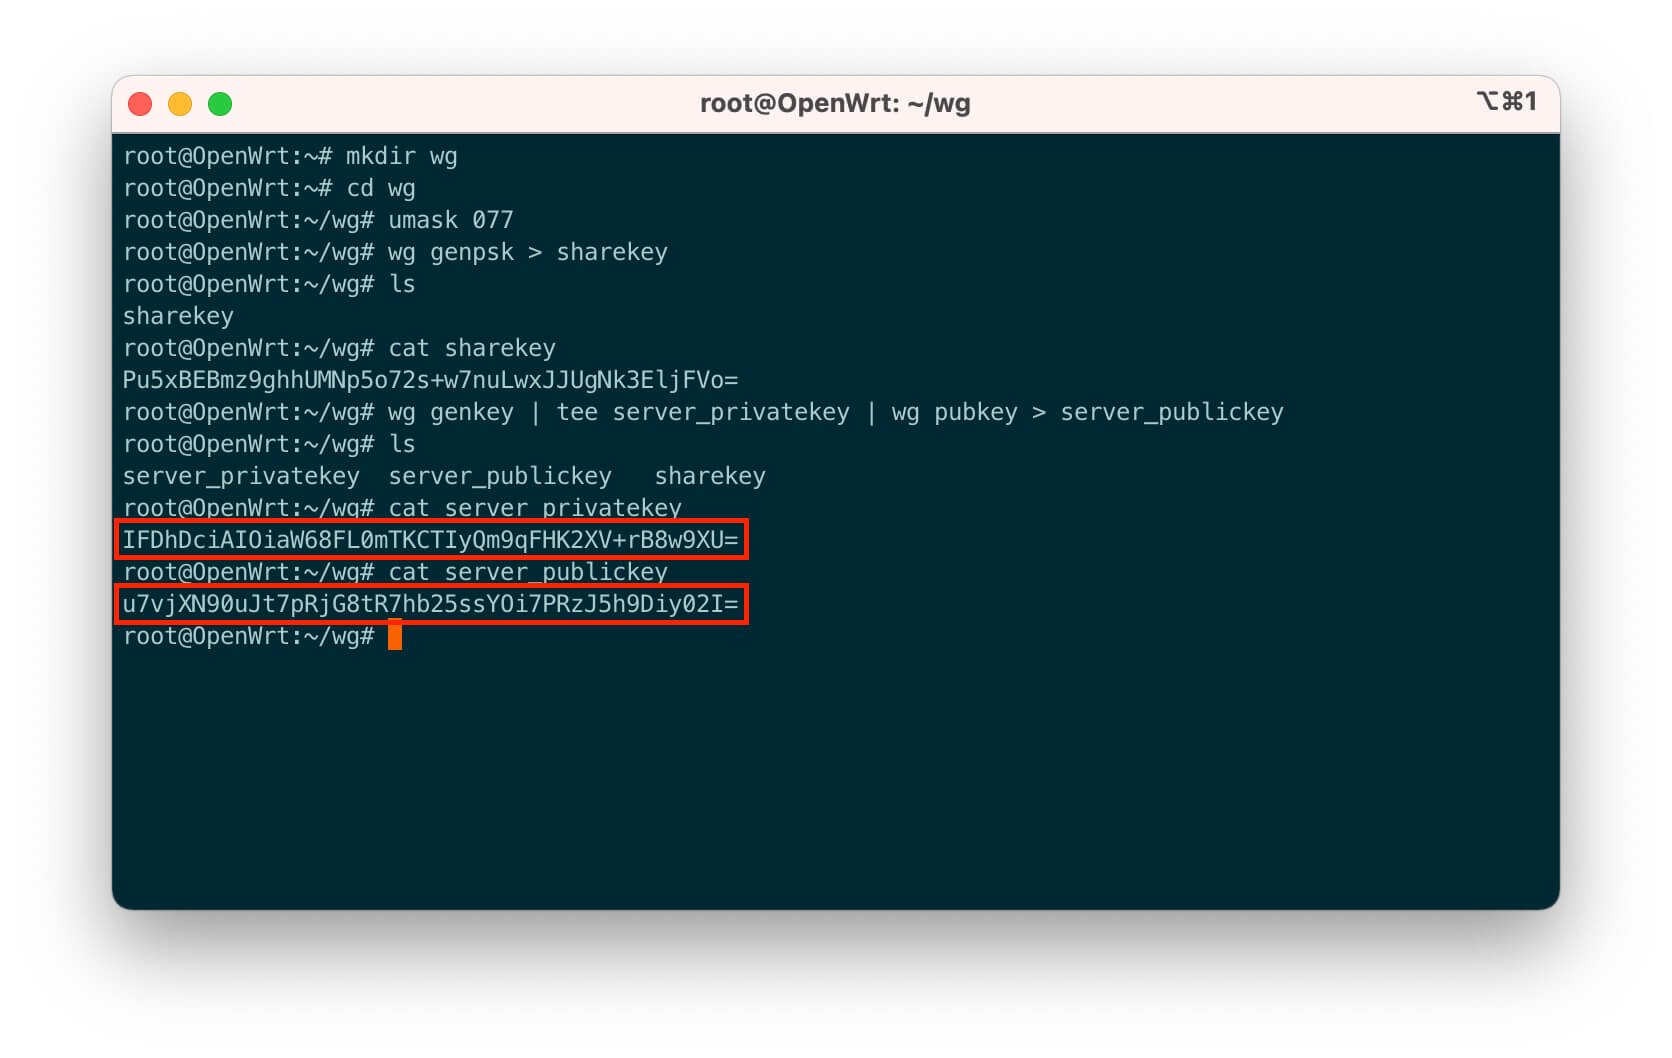 root@OpenWrt: ~/wg
⌥⌘1
root@OpenWrt:~# mkdir wg
root@OpenWrt:~# cd wg
root@OpenWrt:~/wg# umask 077
root@OpenWrt:~/wg# wg genpsk > sharekey
root@OpenWrt:~/wg# ls
sharekey
root@OpenWrt:~/wg# cat sharekey
Pu5xBEBmz9ghhUMNp5o72s+w7nuLwxJJUgNk3EljFVo=
root@OpenWrt:~/wg# wg genkey | tee server_privatekey | wg pubkey > server_publickey
root@OpenWrt:~/wg# ls
server_privatekey  server_publickey   sharekey
root@OpenWrt:~/wg# cat server_privatekey
IFDhDciAIOiaW68FL0mTKCTIyQm9qFHK2XV+rB8w9XU=
root@OpenWrt:~/wg# cat server_publickey
u7vjXN90uJt7pRjG8tR7hb25ssYOi7PRzJ5h9Diy02I=
root@OpenWrt:~/wg#